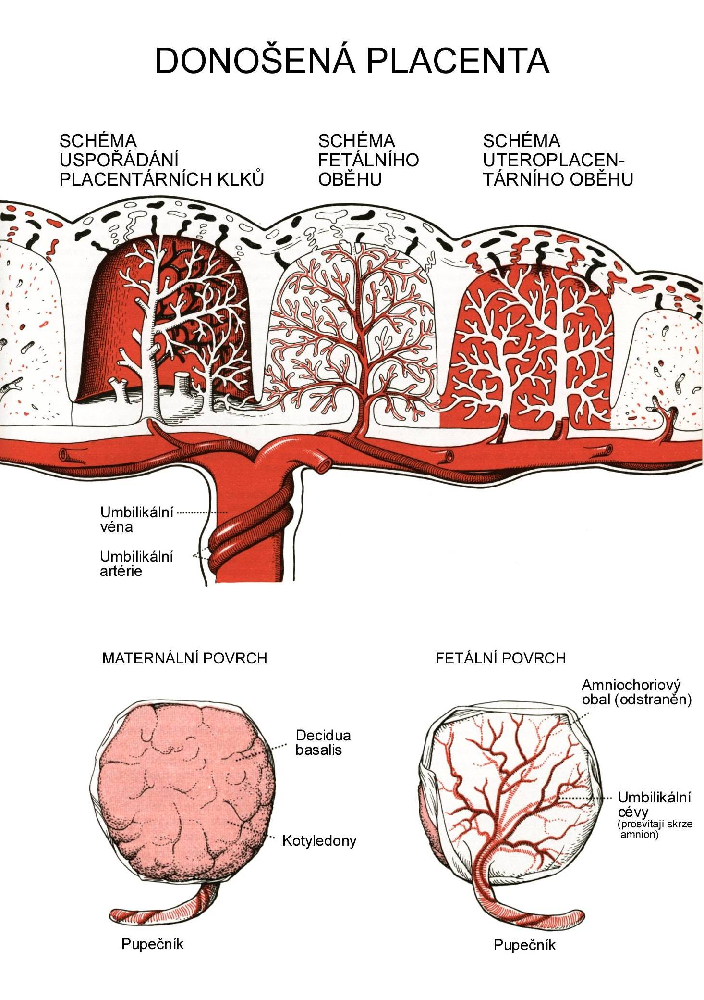 DONOŠENÁ PLACENTA
SCHÉMA
USPOŘÁDÁNÍ
PLACENTÁRNÍCH KLKŮ
SCHÉMA
FETÁLNÍHO
OBĚHU
SCHÉMA
UTEROPLACEN-
TÁRNÍHO OBĚHU
Umbilikální
véna
Umbilikální
artérie
MATERNÁLNÍ POVRCH
Decidua
basalis
Kotyledony
Pupečník
FETÁLNÍ POVRCH
Amniochoriový
obal (odstraněn)
Umbilikální
cévy
(prosvítají skrze
amnion)
Pupečník